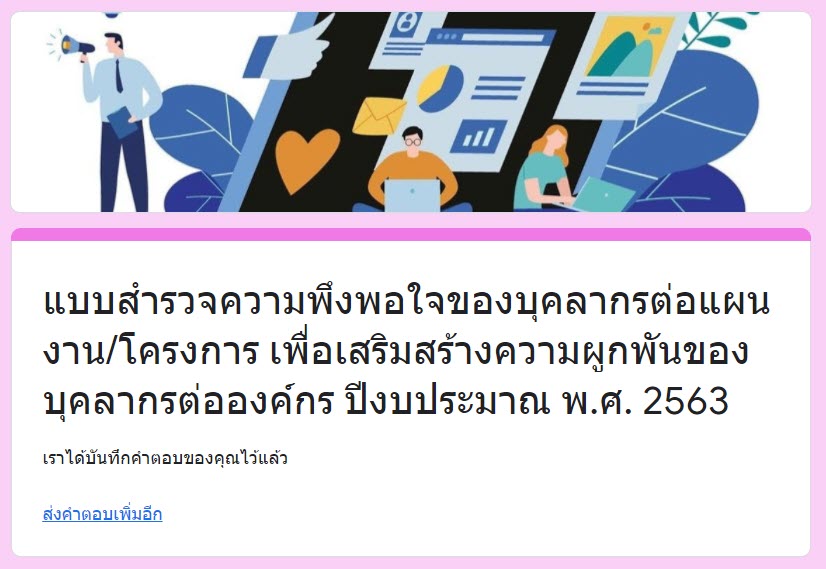 แบบสำรวจความพึงพอใจของบุคลากรต่อแผน
งาน/โครงการ เพื่อเสริมสร้างความผูกพันของ
บุคลากรต่อองค์กร ปีงบประมาณ พ.ศ. 2563
เราได้บันทึกคำตอบของคุณไว้แล้ว
ส่งคำตอบเพิ่มอีก